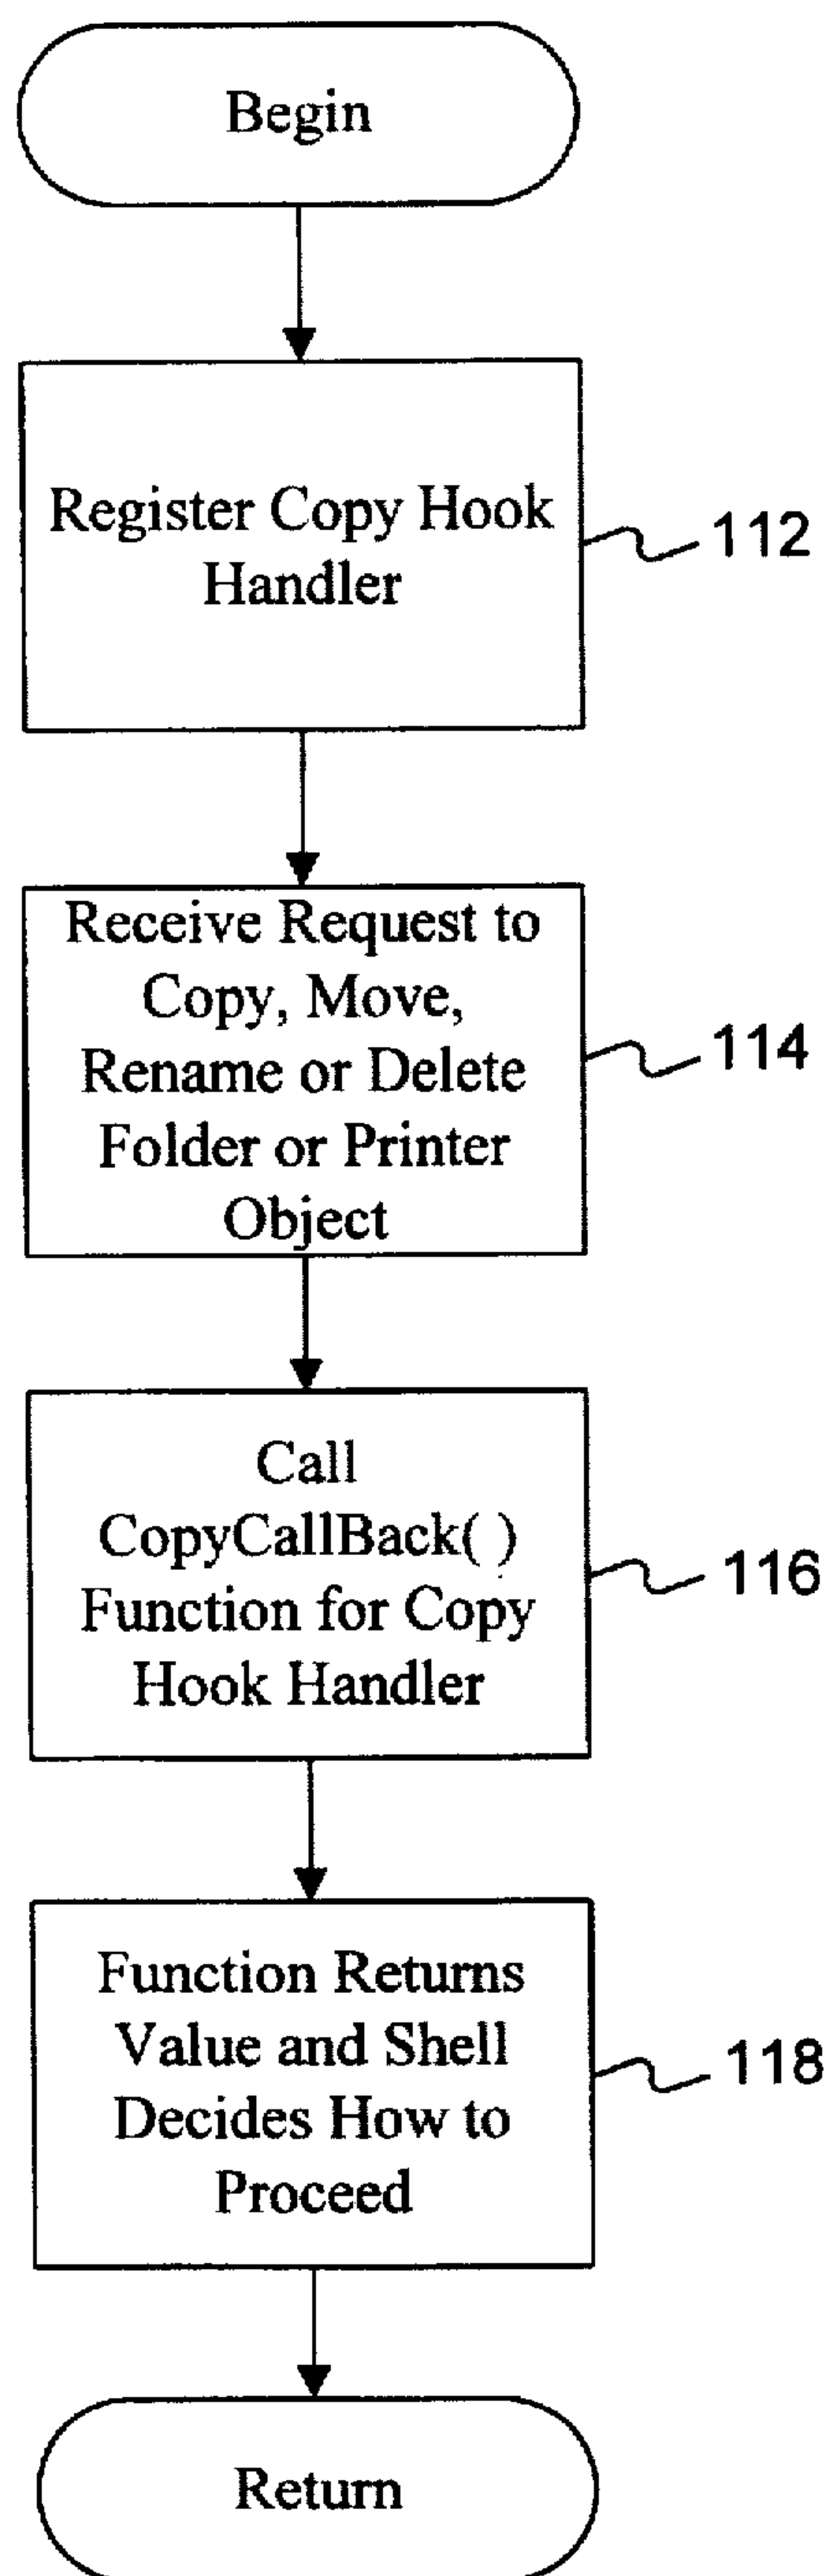 Begin
Register Copy Hook
Handler
112
Receive Request to
Copy, Move,
Rename or Delete
Folder or Printer
Object
114
Call
CopyCallBack( )
Function for Copy
Hook Handler
116
Function Returns
Value and Shell
Decides How to
Proceed
118
Return